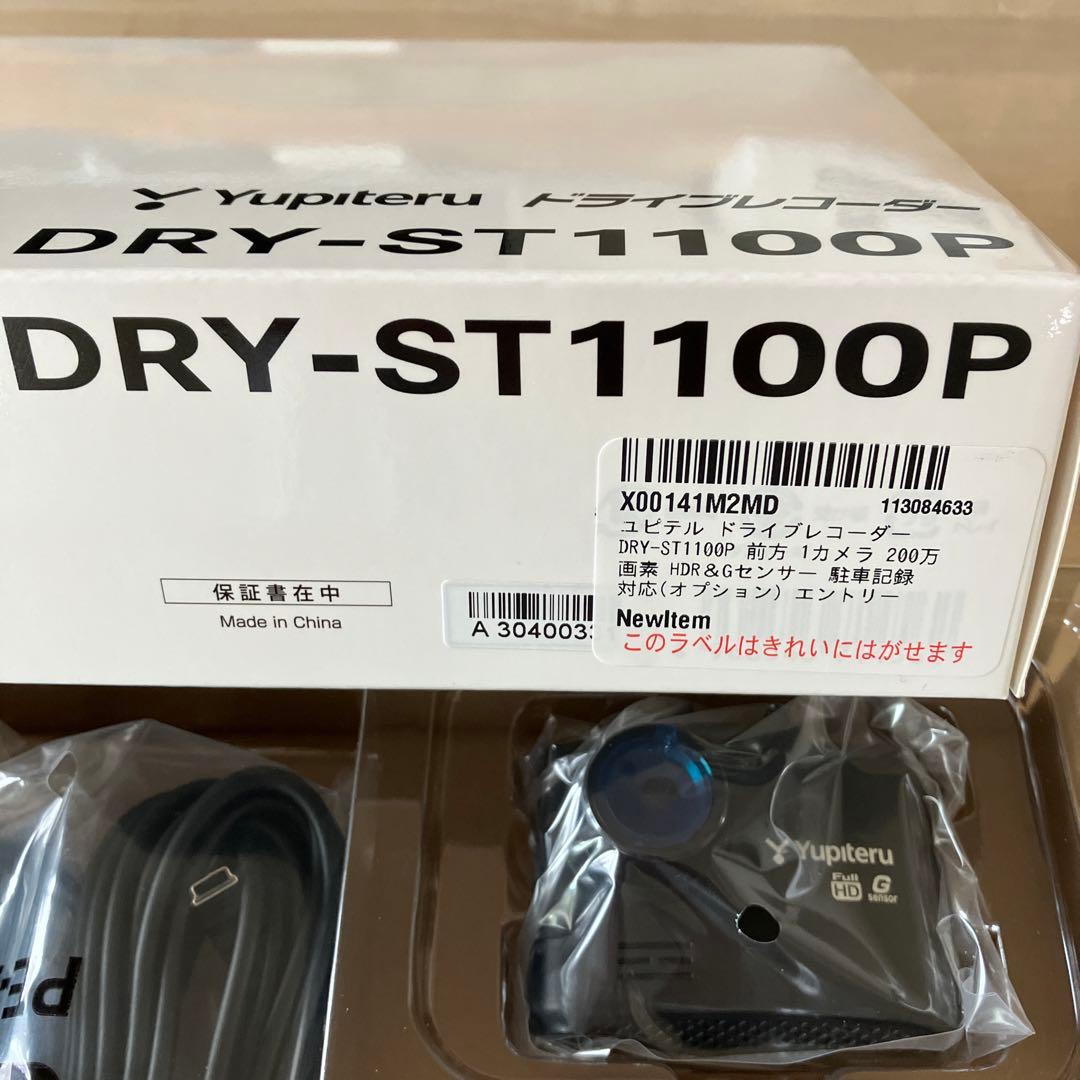 Yupiteru ドライブレコーダー
DRY-ST1100P
DRY-ST1100P
X00141M2MD 113084633
ユピテル ドライブレコーダー
DRY-ST1100P 前方 1カメラ 200万
画素 HDR&Gセンサー 駐車記録
対応(オプション) エントリー
NewItem
このラベルはきれいにはがせます
保証書在中
Made in China
A 3040033
Yupiteru
Full HD
G sensor